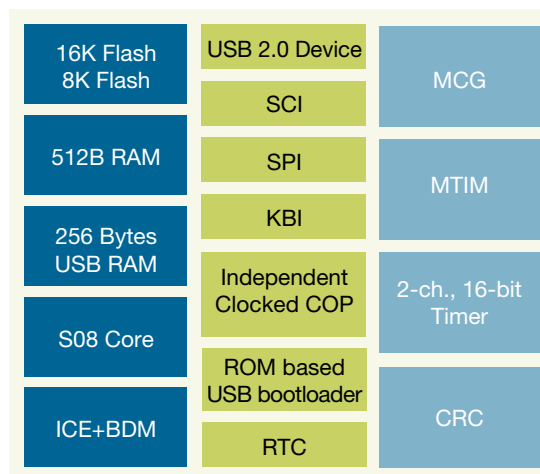 16K Flash
8K Flash
512B RAM
256 Bytes
USB RAM
S08 Core
ICE+BDM
USB 2.0 Device
SCI
SPI
KBI
Independent
Clocked COP
ROM based
USB bootloader
RTC
MCG
MTIM
2-ch., 16-bit
Timer
CRC